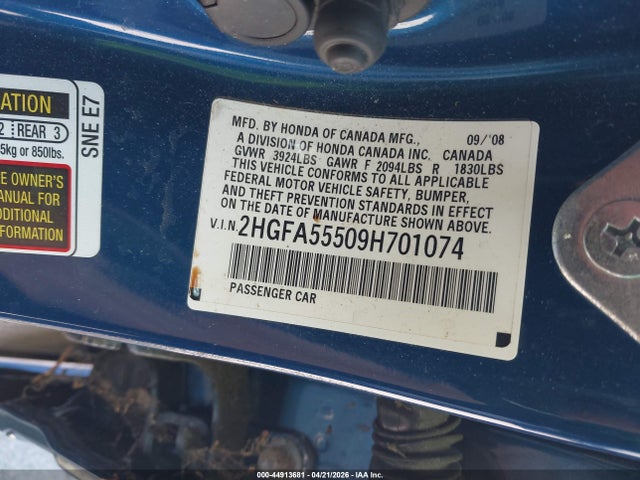 ATION
2 REAR 3
5kg or 850lbs.
E OWNER'S
ANUAL FOR
DDITIONAL
NFORMATION
SNE E7
MFD. BY HONDA OF CANADA MFG., 09/'08
A DIVISION OF HONDA CANADA INC. CANADA
GVWR 3924LBS GAWR F 2094LBS R 1830LBS
THIS VEHICLE CONFORMS TO ALL APPLICABLE
FEDERAL MOTOR VEHICLE SAFETY, BUMPER,
AND THEFT PREVENTION STANDARDS IN EFFECT
ON THE DATE OF MANUFACTURE SHOWN ABOVE.
V.I.N. 2HGFA55509H701074
PASSENGER CAR
000-44913681 - 04/21/2026 - IAA Inc.